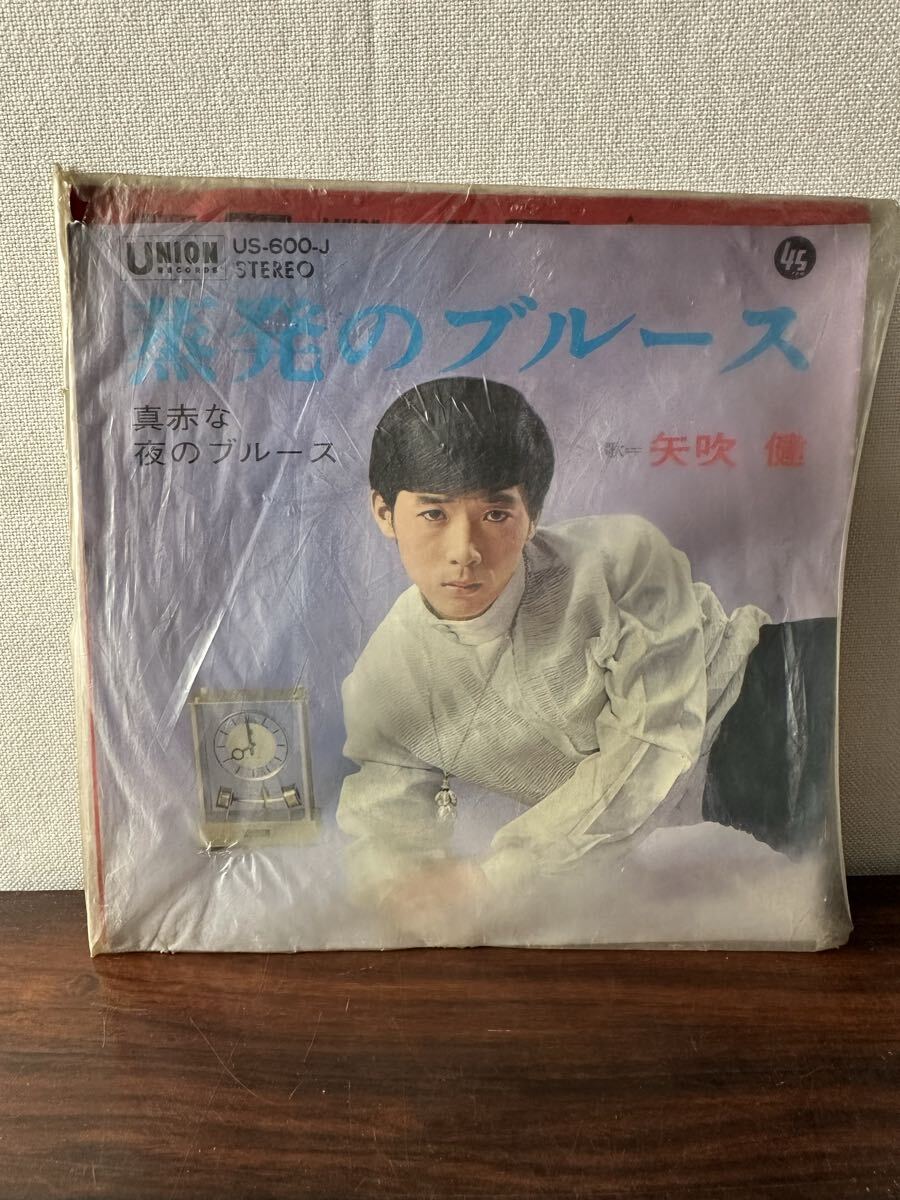 UNION
RECORDS
US-600-J
STEREO
45
蒸発のブルース
真赤な
夜のブルース
歌＝矢吹 健